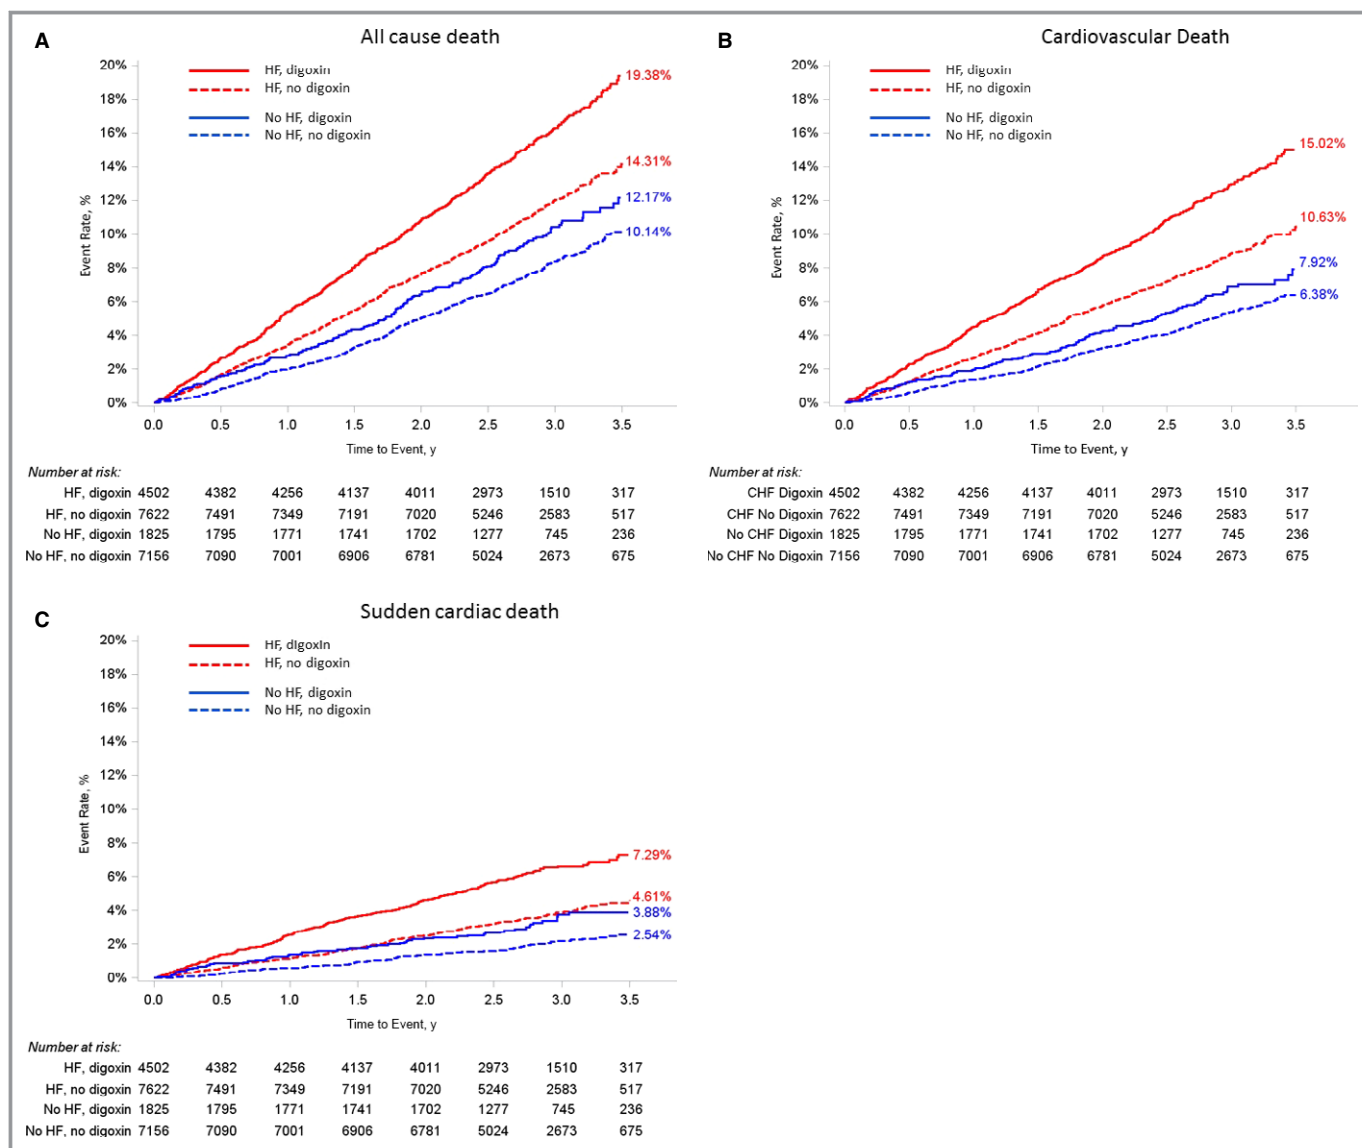 A
All cause death
20%
18%
16%
14%
12%
10%
8%
6%
4%
2%
0%
Event Rate, %
HF, digoxin
HF, no digoxin
No HF, digoxin
No HF, no digoxin
19.38%
14.31%
12.17%
10.14%
0.0 0.5 1.0 1.5 2.0 2.5 3.0 3.5
Time to Event, y
Number at risk:
HF, digoxin 4502 4382 4256 4137 4011 2973 1510 317
HF, no digoxin 7622 7491 7349 7191 7020 5246 2583 517
No HF, digoxin 1825 1795 1771 1741 1702 1277 745 236
No HF, no digoxin 7156 7090 7001 6906 6781 5024 2673 675
B
Cardiovascular Death
20%
18%
16%
14%
12%
10%
8%
6%
4%
2%
0%
Event Rate, %
HF, digoxin
HF, no digoxin
No HF, digoxin
No HF, no digoxin
15.02%
10.63%
7.92%
6.38%
0.0 0.5 1.0 1.5 2.0 2.5 3.0 3.5
Time to Event, y
Number at risk:
CHF Digoxin 4502 4382 4256 4137 4011 2973 1510 317
CHF No Digoxin 7622 7491 7349 7191 7020 5246 2583 517
No CHF Digoxin 1825 1795 1771 1741 1702 1277 745 236
No CHF No Digoxin 7156 7090 7001 6906 6781 5024 2673 675
C
Sudden cardiac death
20%
18%
16%
14%
12%
10%
8%
6%
4%
2%
0%
Event Rate, %
HF, digoxin
HF, no digoxin
No HF, digoxin
No HF, no digoxin
7.29%
4.61%
3.88%
2.54%
0.0 0.5 1.0 1.5 2.0 2.5 3.0 3.5
Time to Event, y
Number at risk:
HF, digoxin 4502 4382 4256 4137 4011 2973 1510 317
HF, no digoxin 7622 7491 7349 7191 7020 5246 2583 517
No HF, digoxin 1825 1795 1771 1741 1702 1277 745 236
No HF, no digoxin 7156 7090 7001 6906 6781 5024 2673 675